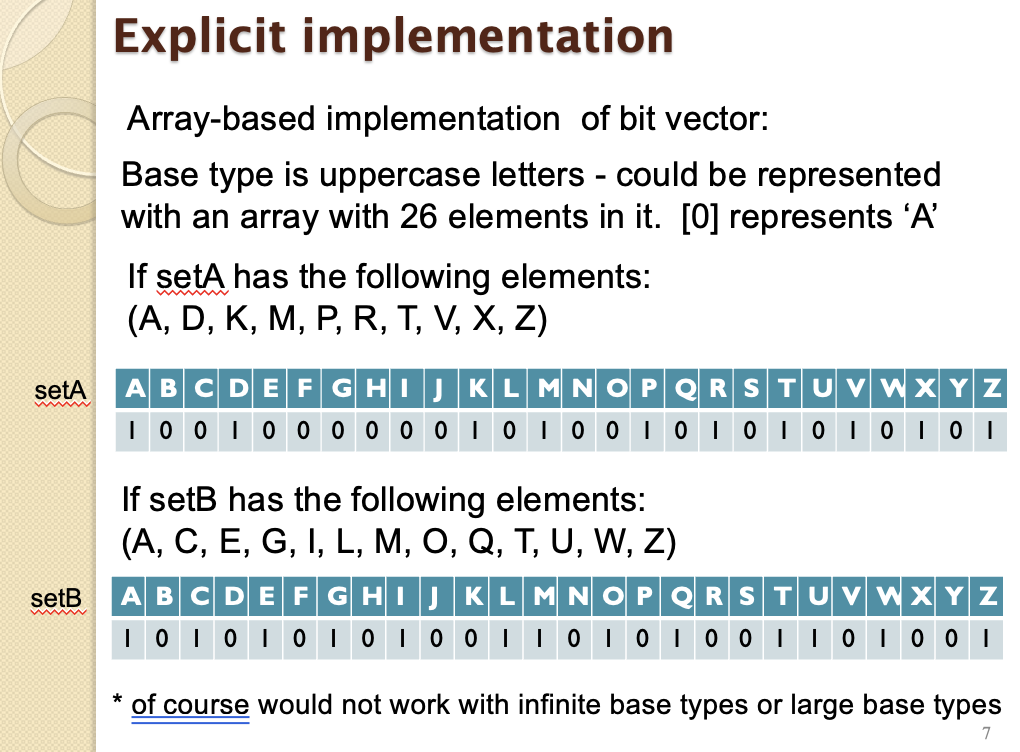 Explicit implementation
Array-based implementation of bit vector:
Base type is uppercase letters - could be represented
with an array with 26 elements in it. [0] represents ‘A’
If setA has the following elements:
(A, D, K, M, P, R, T, V, X, Z)
setA
A B C D E F G H I J K L M N O P Q R S T U V W X Y Z
1 0 0 1 0 0 0 0 0 0 1 0 1 0 0 1 0 1 0 1 0 1 0 1 0 1
If setB has the following elements:
(A, C, E, G, I, L, M, O, Q, T, U, W, Z)
setB
A B C D E F G H I J K L M N O P Q R S T U V W X Y Z
1 0 1 0 1 0 1 0 1 0 0 1 1 0 1 0 1 0 0 1 1 0 1 0 0 1
* of course would not work with infinite base types or large base types
7